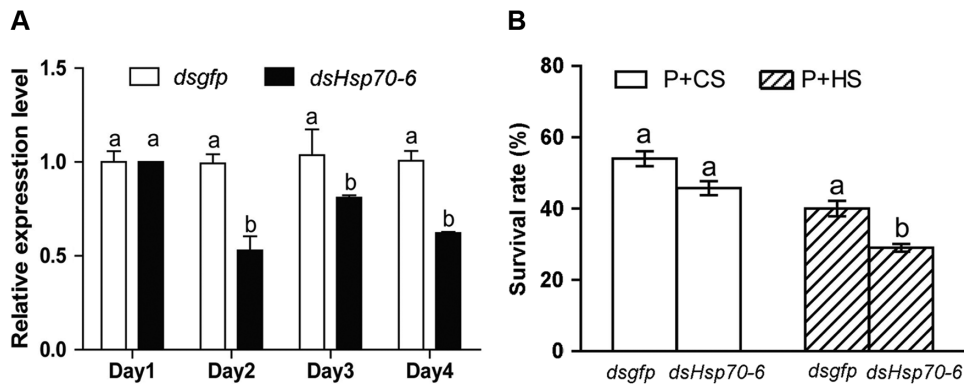 A
dsgfp dsHsp70-6
Relative expresstion level
1.5
1.0
0.5
0.0
a a
a b
a b
a b
Day1 Day2 Day3 Day4
B
P+CS P+HS
Survival rate (%)
80
60
40
20
0
a a
a b
dsgfp dsHsp70-6 dsgfp dsHsp70-6